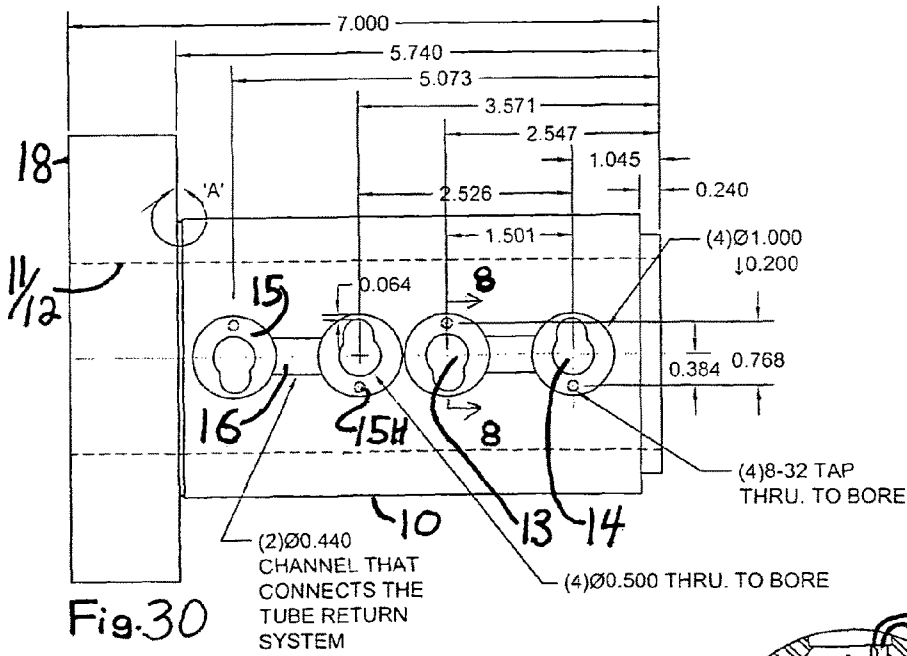 7.000
5.740
5.073
3.571
2.547
1.045
18
'A'
2.526
0.240
1.501
(4)Ø1.000
↓0.200
11/12
15
0.064
8
0.384
0.768
16
15H
8
(4)8-32 TAP
THRU. TO BORE
10
13
14
(2)Ø0.440
CHANNEL THAT
CONNECTS THE
TUBE RETURN
SYSTEM
(4)Ø0.500 THRU. TO BORE
Fig.30